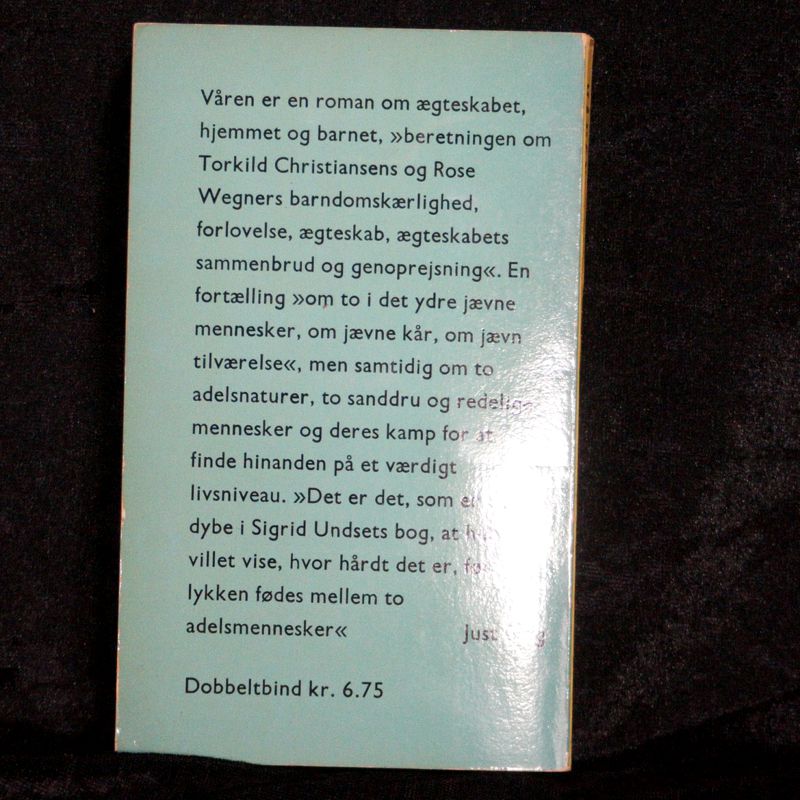 Våren er en roman om ægteskabet,
hjemmet og barnet, »beretningen om
Torkild Christiansens og Rose
Wegners barndomskærlighed,
forlovelse, ægteskab, ægteskabets
sammenbrud og genoprejsning«. En
fortælling »om to i det ydre jævne
mennesker, om jævne kår, om jævn
tilværelse«, men samtidig om to
adelsnaturer, to sanddru og redelige
mennesker og deres kamp for at
finde hinanden på et værdigt
livsniveau. »Det er det, som
dybe i Sigrid Undsets bog, at
villet vise, hvor hårdt det er,
lykken fødes mellem to
adelsmennesker«
Dobbeltbind kr. 6.75